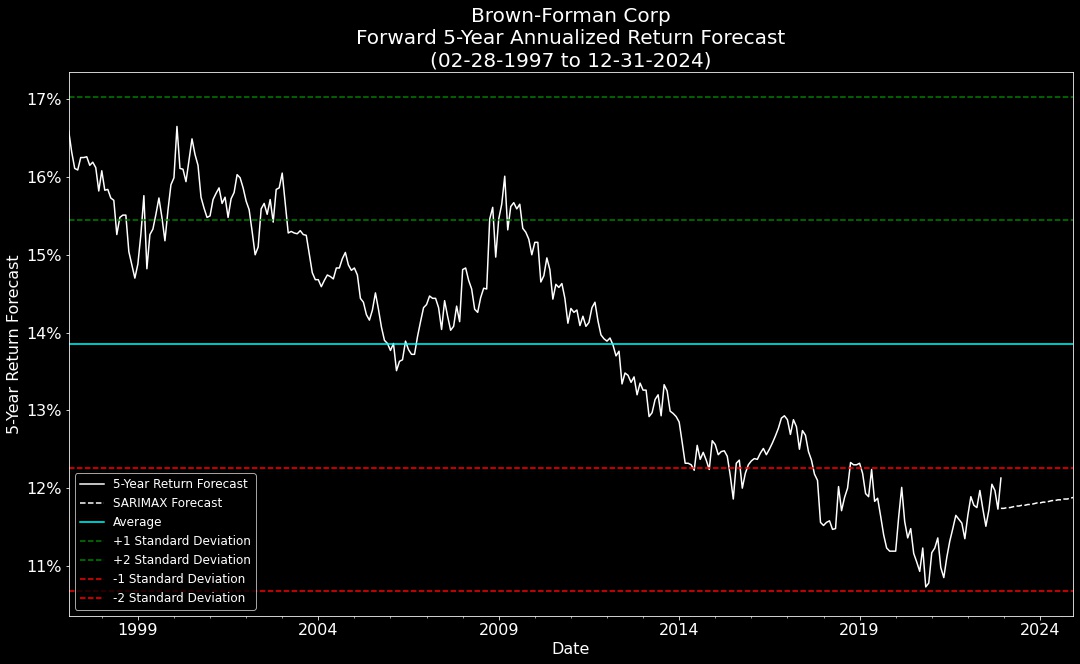 Brown-Forman Corp
Forward 5-Year Annualized Return Forecast
(02-28-1997 to 12-31-2024)
17%
16%
15%
14%
13%
12%
11%
5-Year Return Forecast
5-Year Return Forecast
SARIMAX Forecast
Average
+1 Standard Deviation
+2 Standard Deviation
-1 Standard Deviation
-2 Standard Deviation
1999 2004 2009 2014 2019 2024
Date